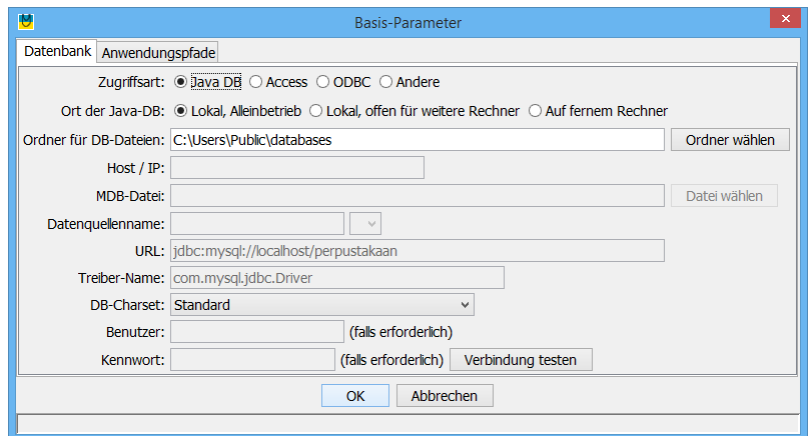 Basis-Parameter
Datenbank Anwendungspfade
Zugriffsart: Java DB Access ODBC Andere
Ort der Java-DB: Lokal, Alleinbetrieb Lokal, offen für weitere Rechner Auf fernem Rechner
Ordner für DB-Dateien: C:\Users\Public\databases Ordner wählen
Host / IP:
MDB-Datei: Datei wählen
Datenquellenname:
URL: jdbc:mysql://localhost/perpustakaan
Treiber-Name: com.mysql.jdbc.Driver
DB-Charset: Standard
Benutzer: (falls erforderlich)
Kennwort: (falls erforderlich) Verbindung testen
OK Abbrechen